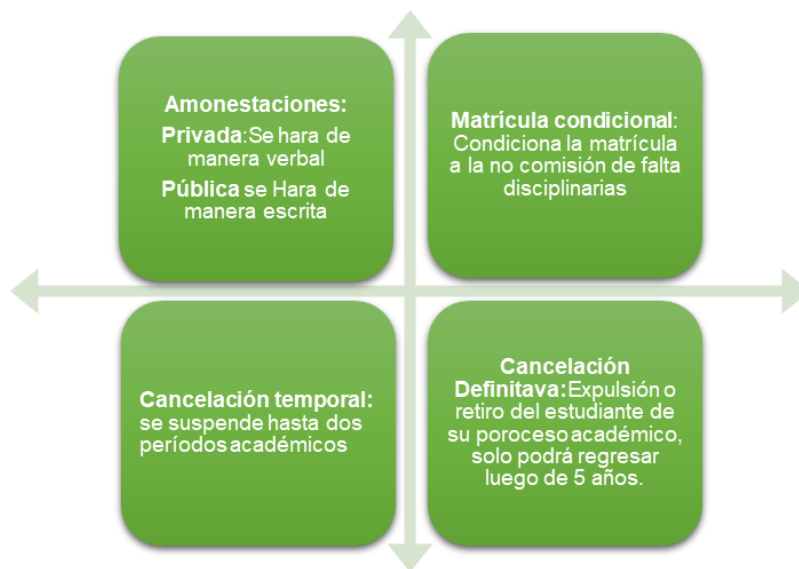 Amonestaciones:
Privada:Se hara de
manera verbal
Pública se Hara de
manera escrita
Matrícula condicional:
Condiciona la matrícula
a la no comisión de falta
disciplinarias
Cancelación temporal:
se suspende hasta dos
períodos académicos
Cancelación
Definitava:Expulsión o
retiro del estudiante de
su poroceso académico,
solo podrá regresar
luego de 5 años.